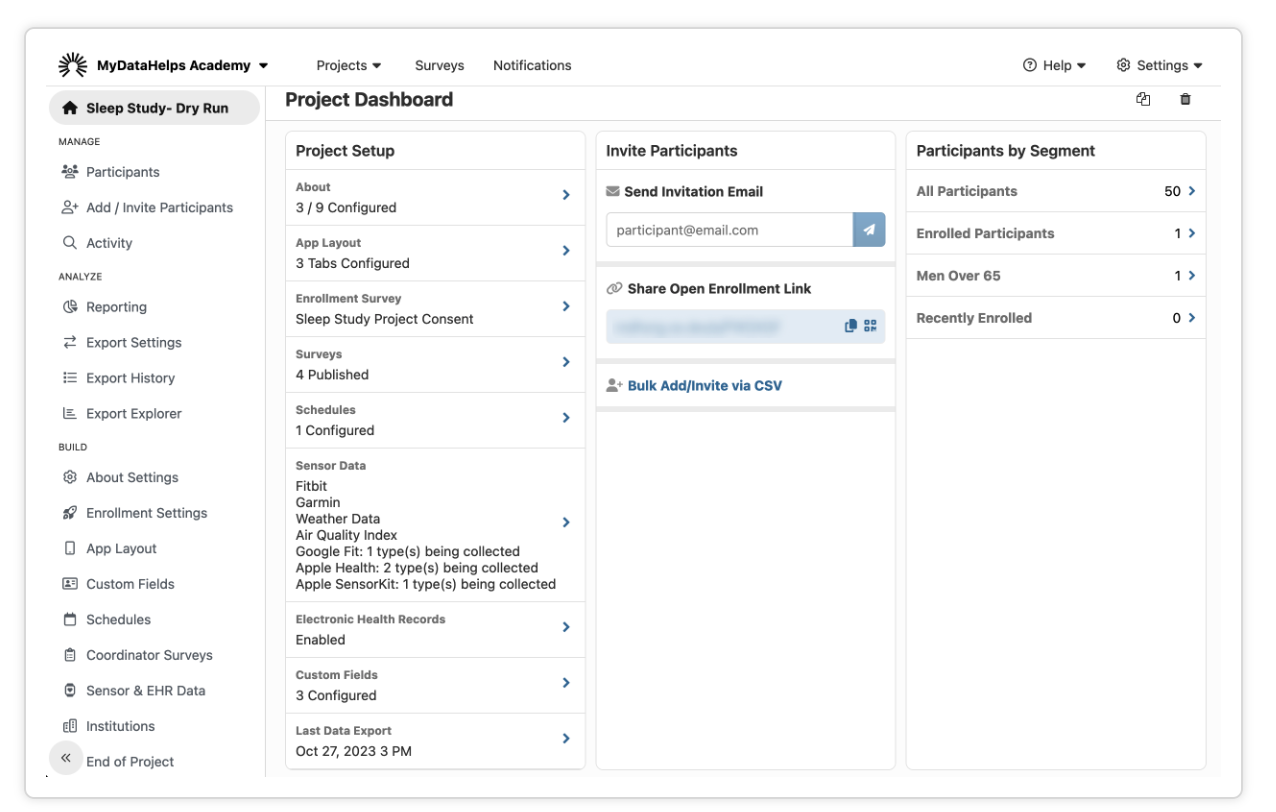 MyDataHelps Academy
Projects
Surveys
Notifications
Help
Settings
Sleep Study- Dry Run
MANAGE
Participants
Add / Invite Participants
Activity
ANALYZE
Reporting
Export Settings
Export History
Export Explorer
BUILD
About Settings
Enrollment Settings
App Layout
Custom Fields
Schedules
Coordinator Surveys
Sensor & EHR Data
Institutions
End of Project
Project Dashboard
Project Setup
About
3 / 9 Configured
App Layout
3 Tabs Configured
Enrollment Survey
Sleep Study Project Consent
Surveys
4 Published
Schedules
1 Configured
Sensor Data
Fitbit
Garmin
Weather Data
Air Quality Index
Google Fit: 1 type(s) being collected
Apple Health: 2 type(s) being collected
Apple SensorKit: 1 type(s) being collected
Electronic Health Records
Enabled
Custom Fields
3 Configured
Last Data Export
Oct 27, 2023 3 PM
Invite Participants
Send Invitation Email
participant@email.com
Share Open Enrollment Link
Bulk Add/Invite via CSV
Participants by Segment
All Participants 50
Enrolled Participants 1
Men Over 65 1
Recently Enrolled 0